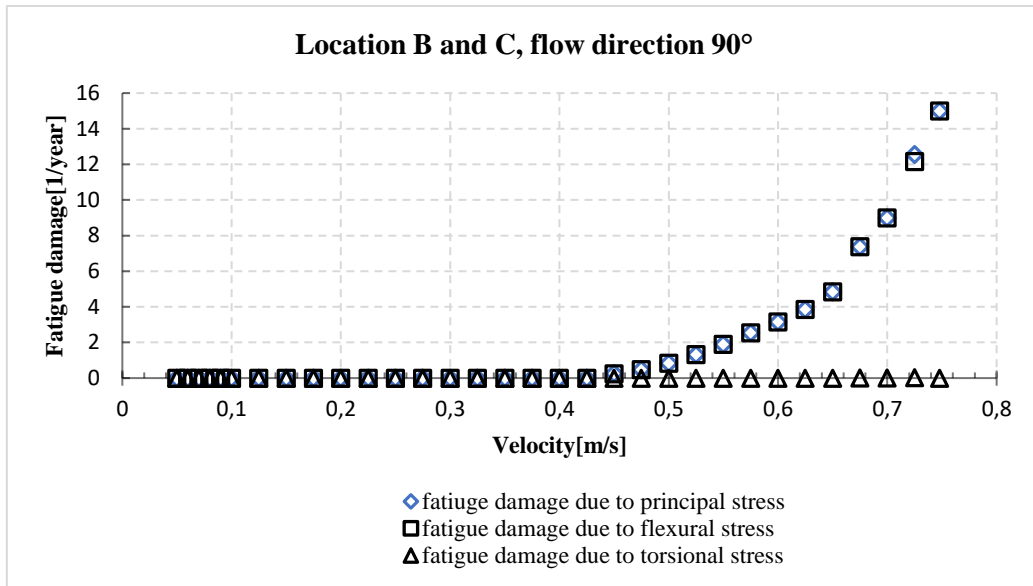 Location B and C, flow direction 90°
16
14
12
10
8
6
4
2
0
Fatigue damage[1/year]
0 0,1 0,2 0,3 0,4 0,5 0,6 0,7 0,8
Velocity[m/s]
fatiuge damage due to principal stress
fatigue damage due to flexural stress
fatigue damage due to torsional stress